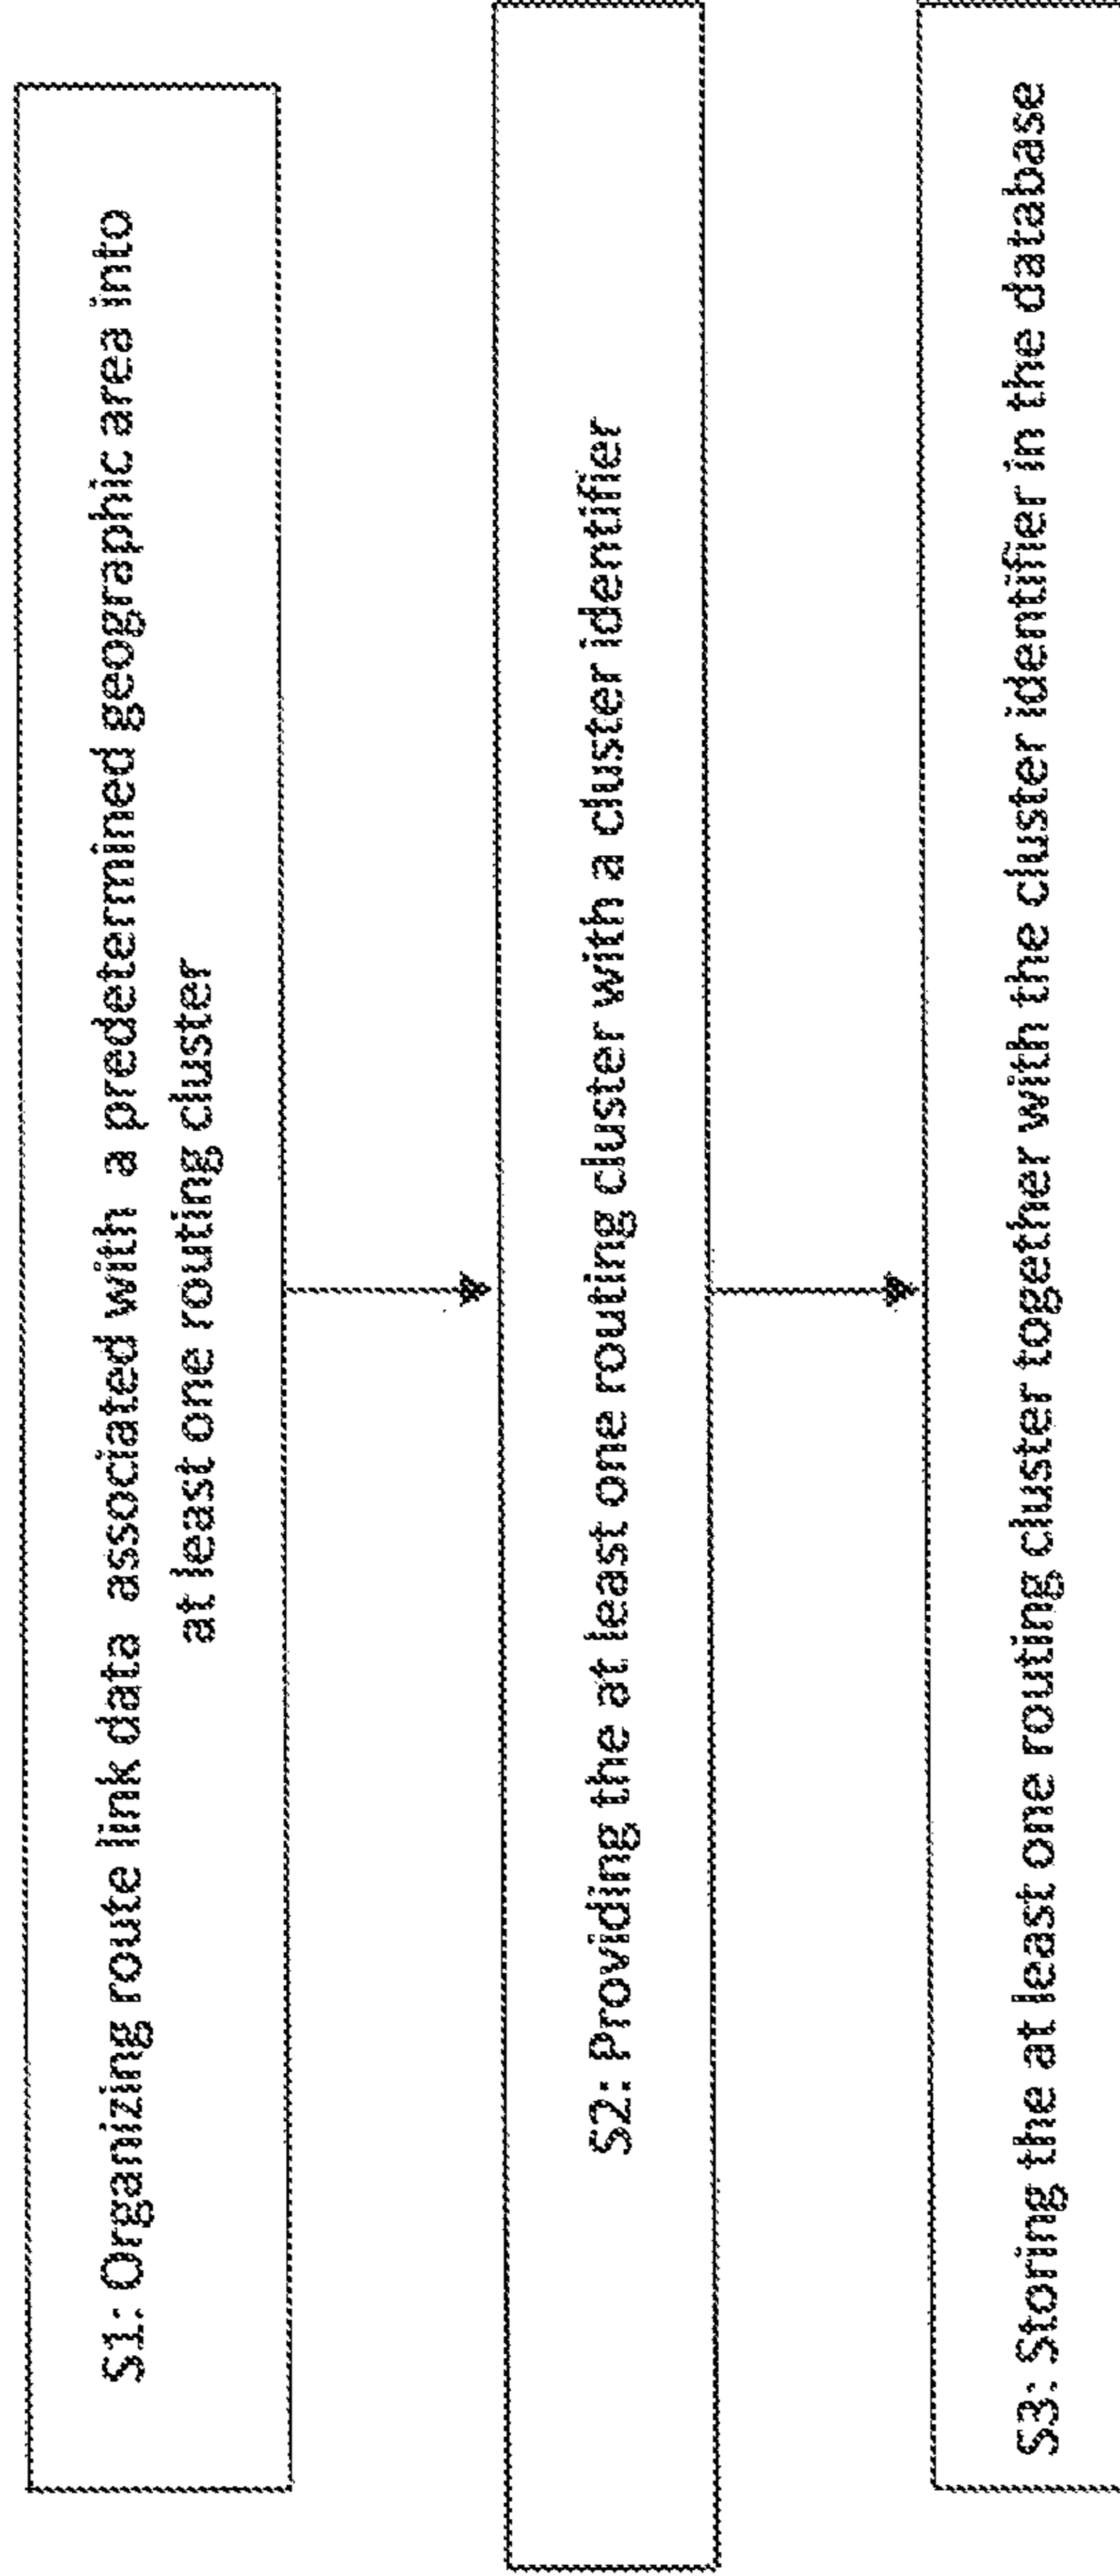 S1: Organizing route link data associated with a predetermined geographic area into
at least one routing cluster
S2: Providing the at least one routing cluster with a cluster identifier
S3: Storing the at least one routing cluster together with the cluster identifier in the database